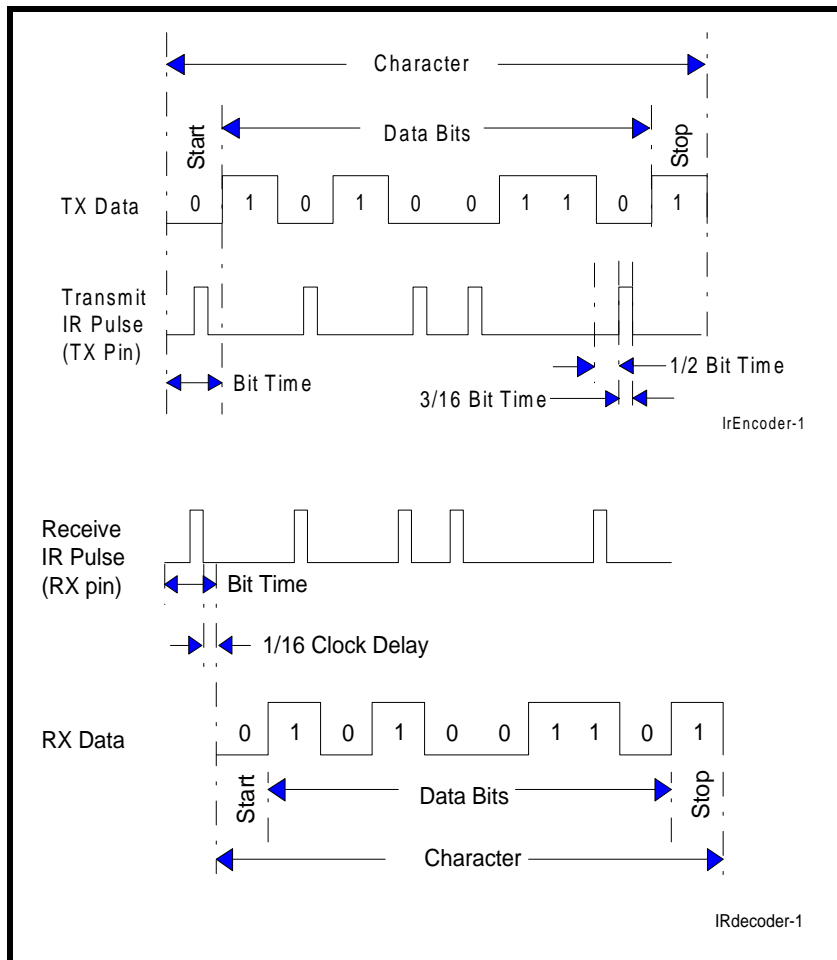 Character
Start
Data Bits
Stop
TX Data
0 1 0 1 0 0 1 1 0 1
Transmit
IR Pulse
(TX Pin)
Bit Time
1/2 Bit Time
3/16 Bit Time
IrEncoder-1
Receive
IR Pulse
(RX pin)
Bit Time
1/16 Clock Delay
RX Data
0 1 0 1 0 0 1 1 0 1
Start
Data Bits
Stop
Character
IRdecoder-1